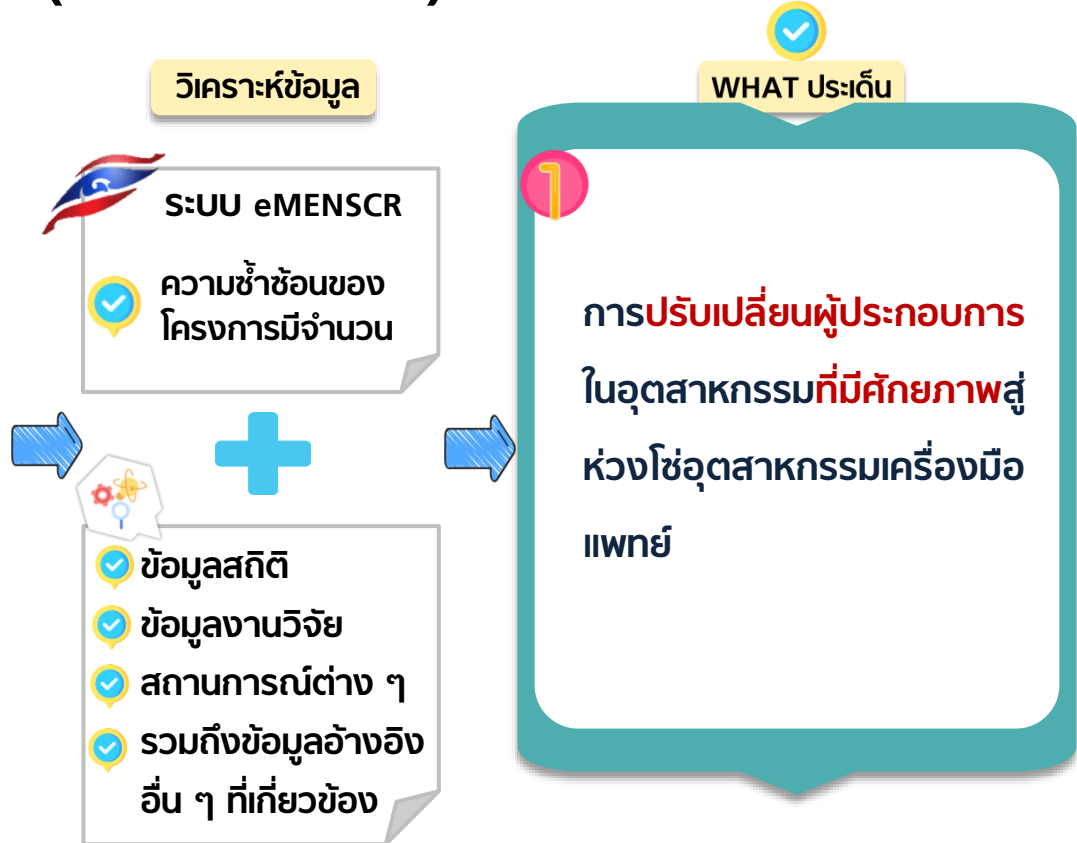 วิเคราะห์ข้อมูล
ระบบ eMENSCR
ความซ้ำซ้อนของ
โครงการมีจำนวน
ข้อมูลสถิติ
ข้อมูลงานวิจัย
สถานการณ์ต่าง ๆ
รวมถึงข้อมูลอ้างอิง
อื่น ๆ ที่เกี่ยวข้อง
WHAT ประเด็น
1
การปรับเปลี่ยนผู้ประกอบการ
ในอุตสาหกรรมที่มีศักยภาพสู่
ห่วงโซ่อุตสาหกรรมเครื่องมือ
แพทย์